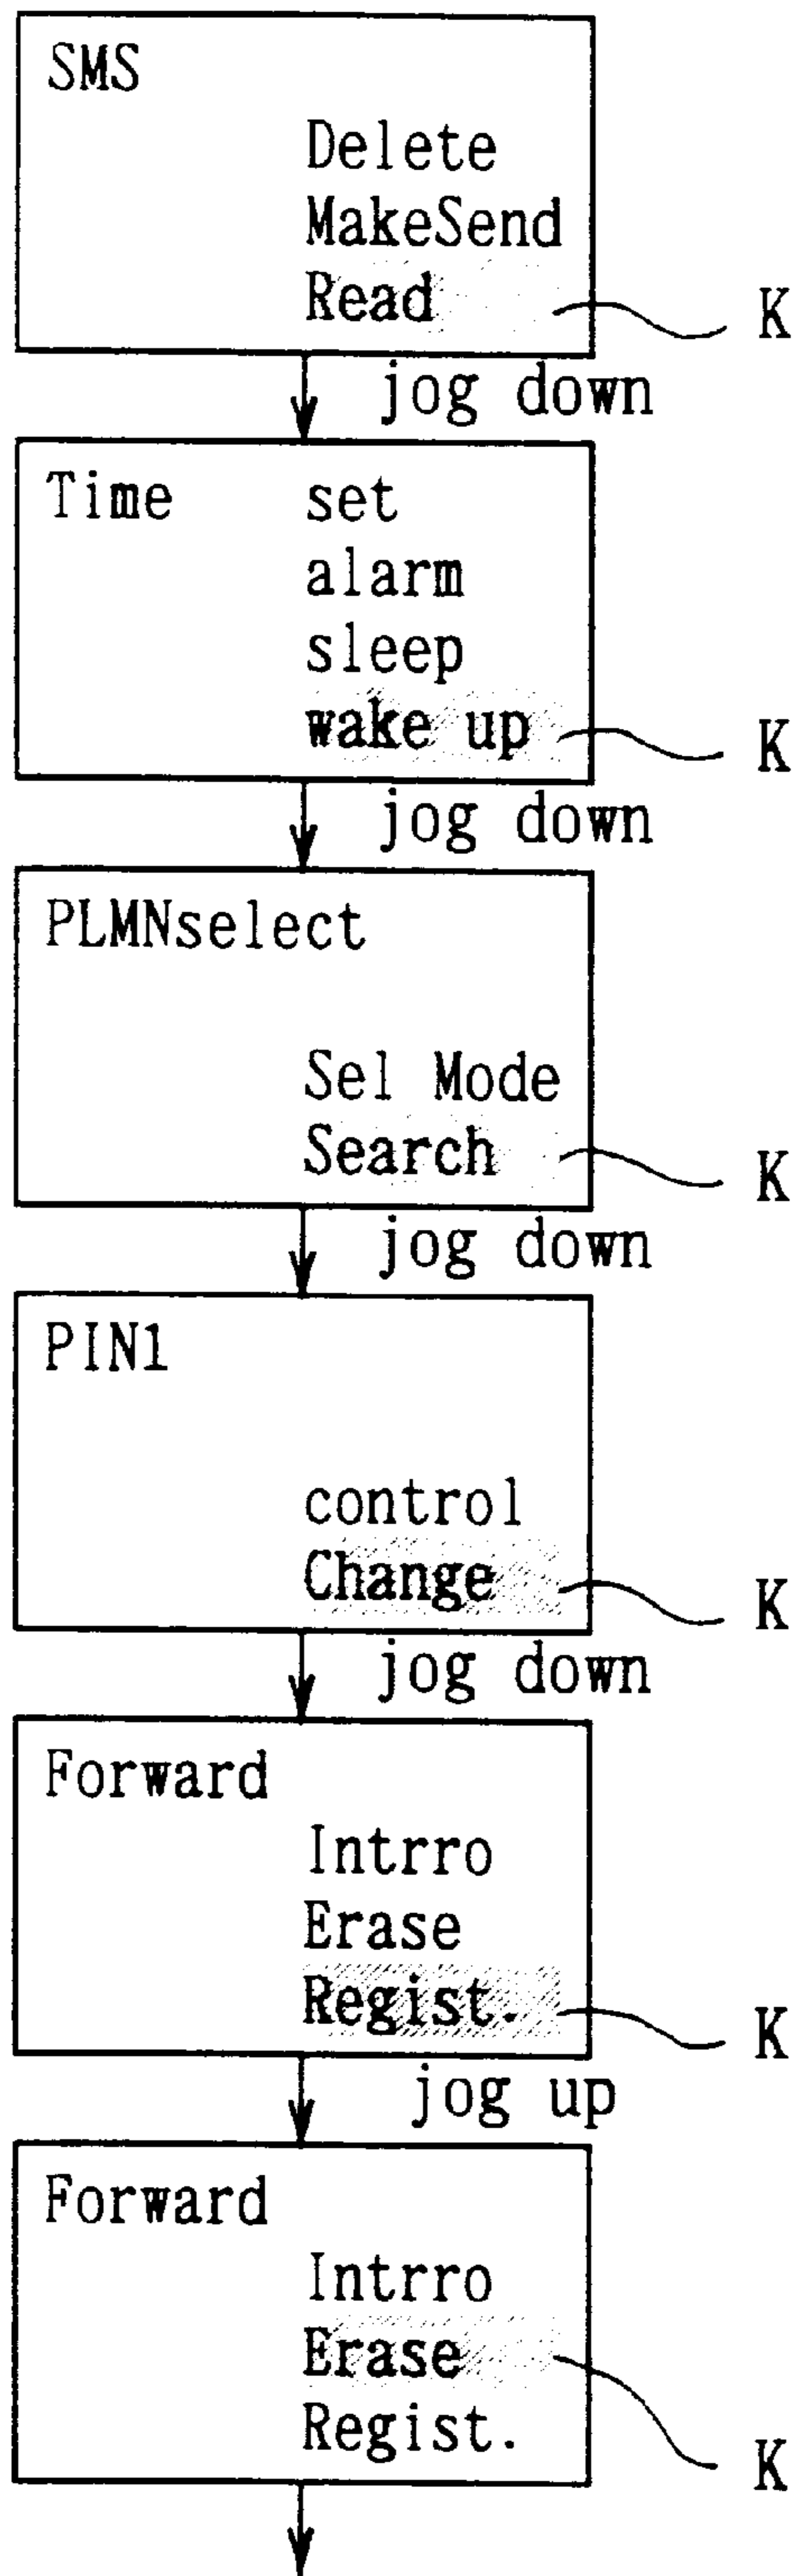 SMS
Delete
MakeSend
Read
K
jog down
Time set
alarm
sleep
wake up
K
jog down
PLMNselect
Sel Mode
Search
K
jog down
PIN1
control
Change
K
jog down
Forward
Intrro
Erase
Regist.
K
jog up
Forward
Intrro
Erase
Regist.
K